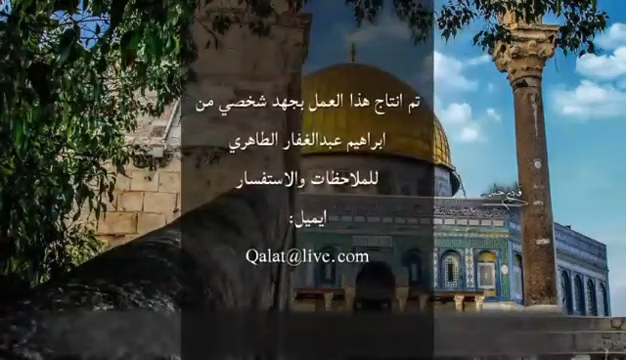 تم انتاج هذا العمل بجهد شخصي من
ابراهيم عبدالغفار الطاهري
للملاحظات والاستفسار
ايميل:
Qalat@live.com